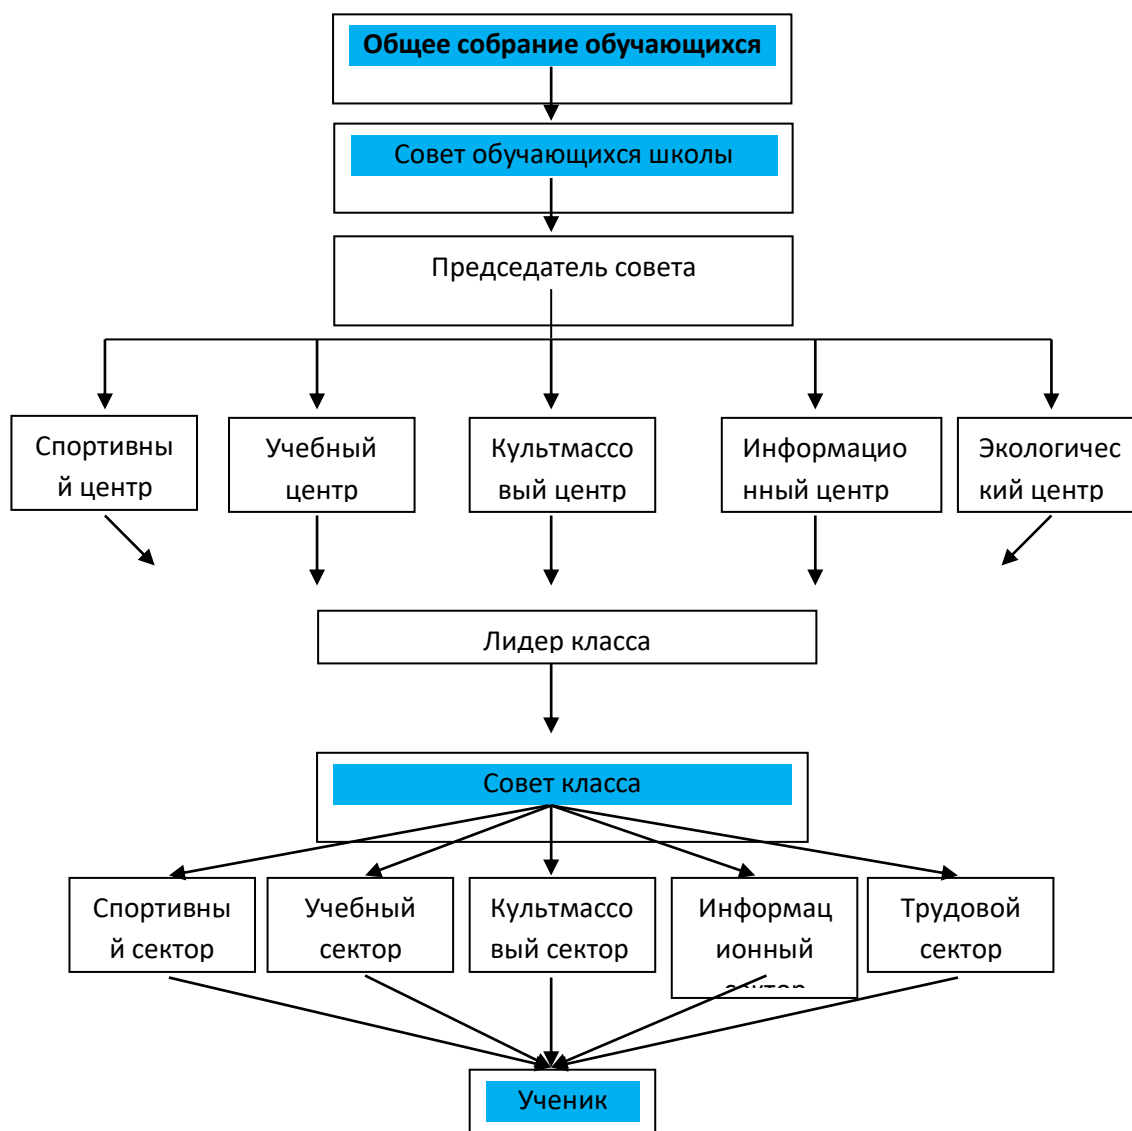 Общее собрание обучающихся
Совет обучающихся школы
Председатель совета
Спортивны
й центр
Учебный
центр
Культмассо
вый центр
Информацио
нный центр
Экологичес
кий центр
Лидер класса
Совет класса
Спортивны
й сектор
Учебный
сектор
Культмассо
вый сектор
Информац
ионный
сектор
Трудовой
сектор
Ученик